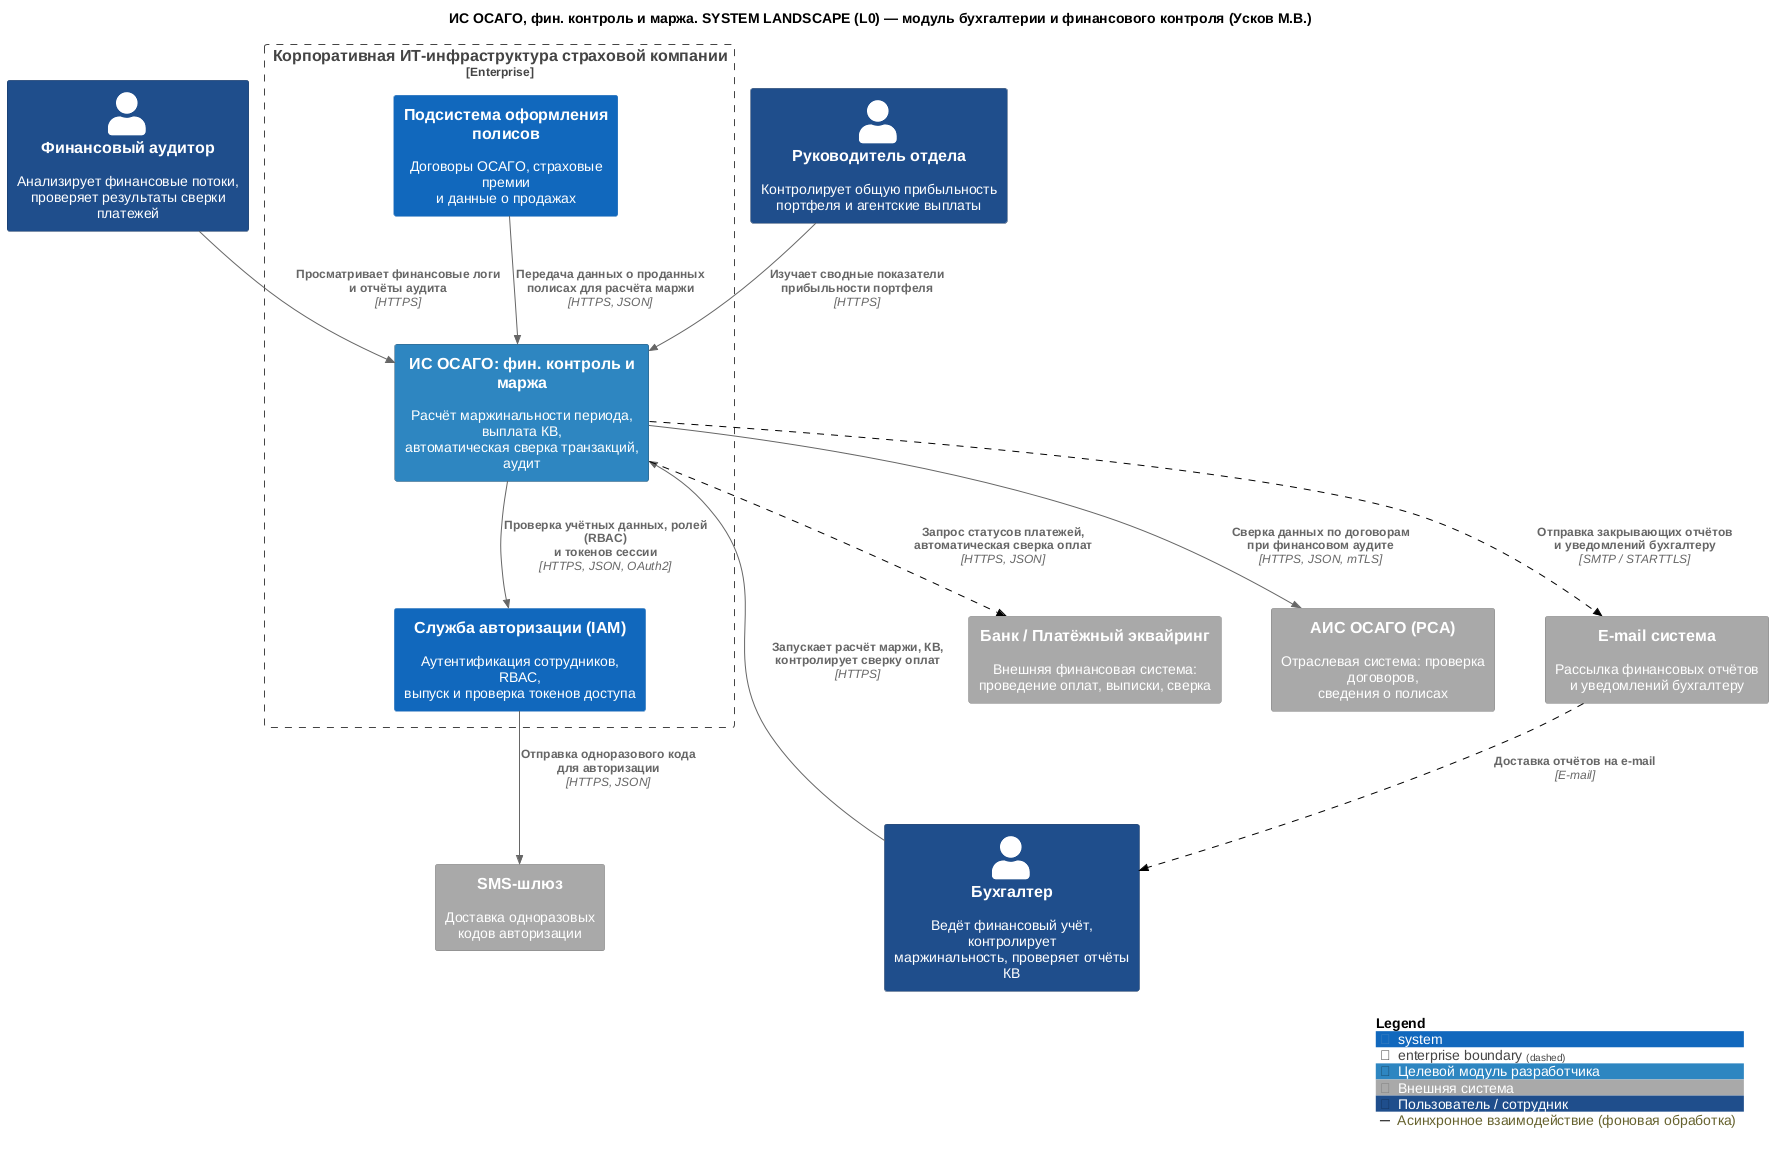 ИС ОСАГО, фин. контроль и маржа. SYSTEM LANDSCAPE (L0) — модуль бухгалтерии и финансового контроля (Усков М.В.)
Корпоративная ИТ-инфраструктура страховой компании
[Enterprise]
Финансовый аудитор
Анализирует финансовые потоки,
проверяет результаты сверки
платежей
Подсистема оформления
полисов
Договоры ОСАГО, страховые
премии
и данные о продажах
Руководитель отдела
Контролирует общую прибыльность
портфеля и агентские выплаты
Просматривает финансовые логи
и отчёты аудита
[HTTPS]
Передача данных о проданных
полисах для расчёта маржи
[HTTPS, JSON]
Изучает сводные показатели
прибыльности портфеля
[HTTPS]
ИС ОСАГО: фин. контроль и
маржа
Расчёт маржинальности периода,
выплата КВ,
автоматическая сверка транзакций,
аудит
Проверка учётных данных, ролей
(RBAC)
и токенов сессии
[HTTPS, JSON, OAuth2]
Запрос статусов платежей,
автоматическая сверка оплат
[HTTPS, JSON]
Сверка данных по договорам
при финансовом аудите
[HTTPS, JSON, mTLS]
Отправка закрывающих отчётов
и уведомлений бухгалтеру
[SMTP / STARTTLS]
Служба авторизации (IAM)
Аутентификация сотрудников,
RBAC,
выпуск и проверка токенов доступа
Запускает расчёт маржи, КВ,
контролирует сверку оплат
[HTTPS]
Банк / Платёжный эквайринг
Внешняя финансовая система:
проведение оплат, выписки, сверка
АИС ОСАГО (РСА)
Отраслевая система: проверка
договоров,
сведения о полисах
E-mail система
Рассылка финансовых отчётов
и уведомлений бухгалтеру
Отправка одноразового кода
для авторизации
[HTTPS, JSON]
Доставка отчётов на e-mail
[E-mail]
SMS-шлюз
Доставка одноразовых
кодов авторизации
Бухгалтер
Ведёт финансовый учёт,
контролирует
маржинальность, проверяет отчёты
КВ
Legend
system
enterprise boundary (dashed)
Целевой модуль разработчика
Внешняя система
Пользователь / сотрудник
Асинхронное взаимодействие (фоновая обработка)